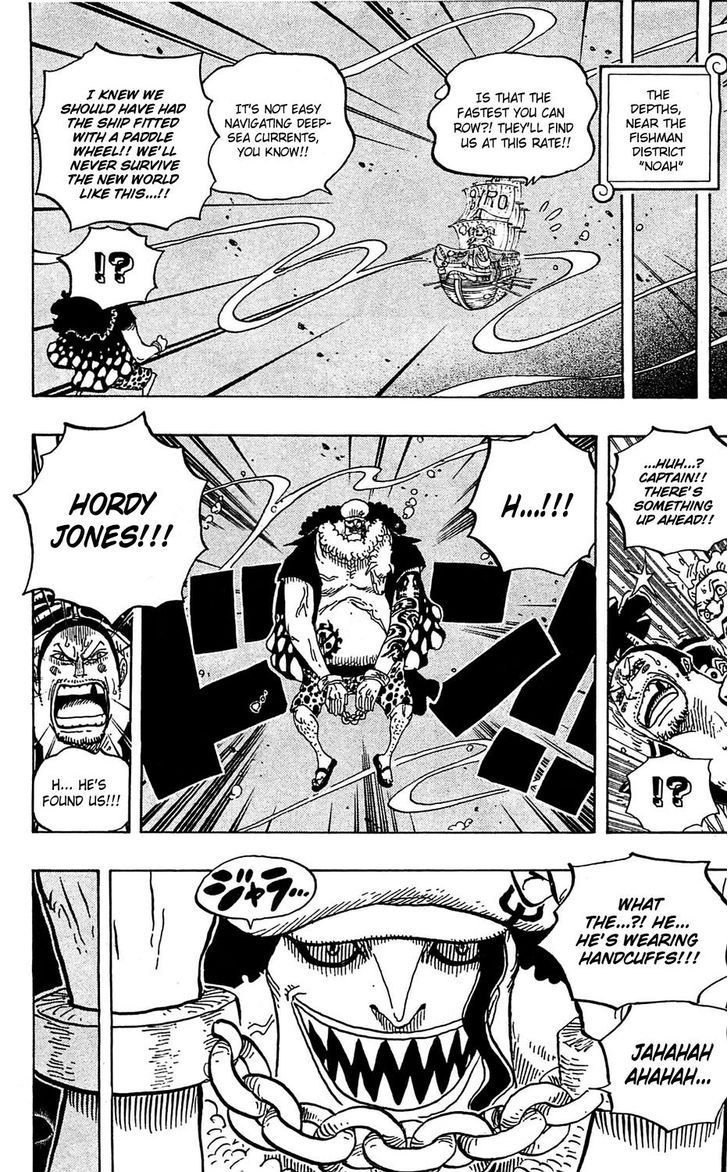 THE
DEPTHS,
NEAR THE
FISHMAN
DISTRICT
"NOAH"
IS THAT THE
FASTEST YOU CAN
ROW?! THEY'LL FIND
US AT THIS RATE!!
IT'S NOT EASY
NAVIGATING DEEP-
SEA CURRENTS,
YOU KNOW!!
I KNEW WE
SHOULD HAVE HAD
THE SHIP FITTED
WITH A PADDLE
WHEEL!! WE'LL
NEVER SURVIVE
THE NEW WORLD
LIKE THIS...!!
!?
...HUH...?
CAPTAIN!!
THERE'S
SOMETHING
UP AHEAD!!
!?
H...!!!
HORDY
JONES!!!
H... HE'S
FOUND US!!!
WHAT
THE...?! HE...
HE'S WEARING
HANDCUFFS!!!
ジャラ...
JAHAHAH
AHAHAH...